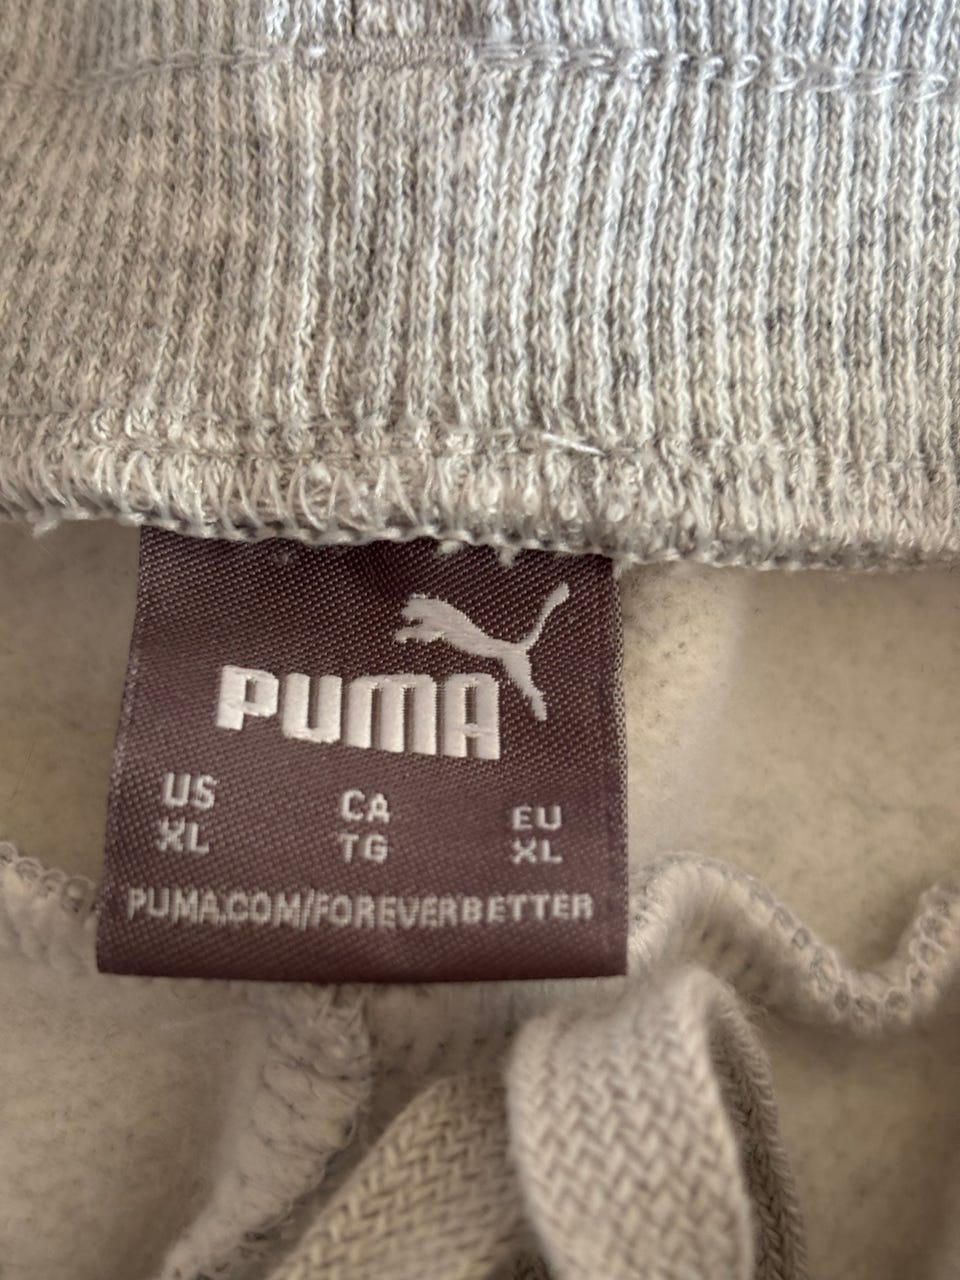 PUMA
US CA EU
XL TG XL
PUMA.COM/FOREVERBETTER